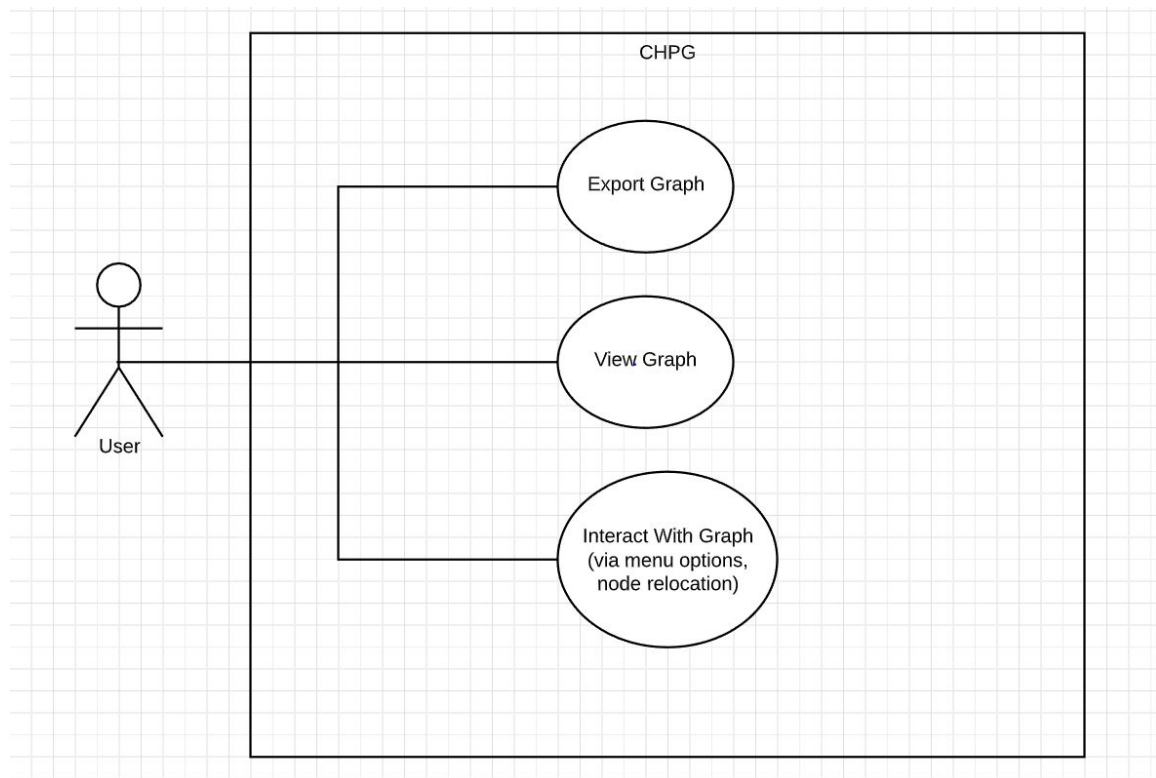 CHPG
Export Graph
View Graph
User
Interact With Graph
(via menu options,
node relocation)